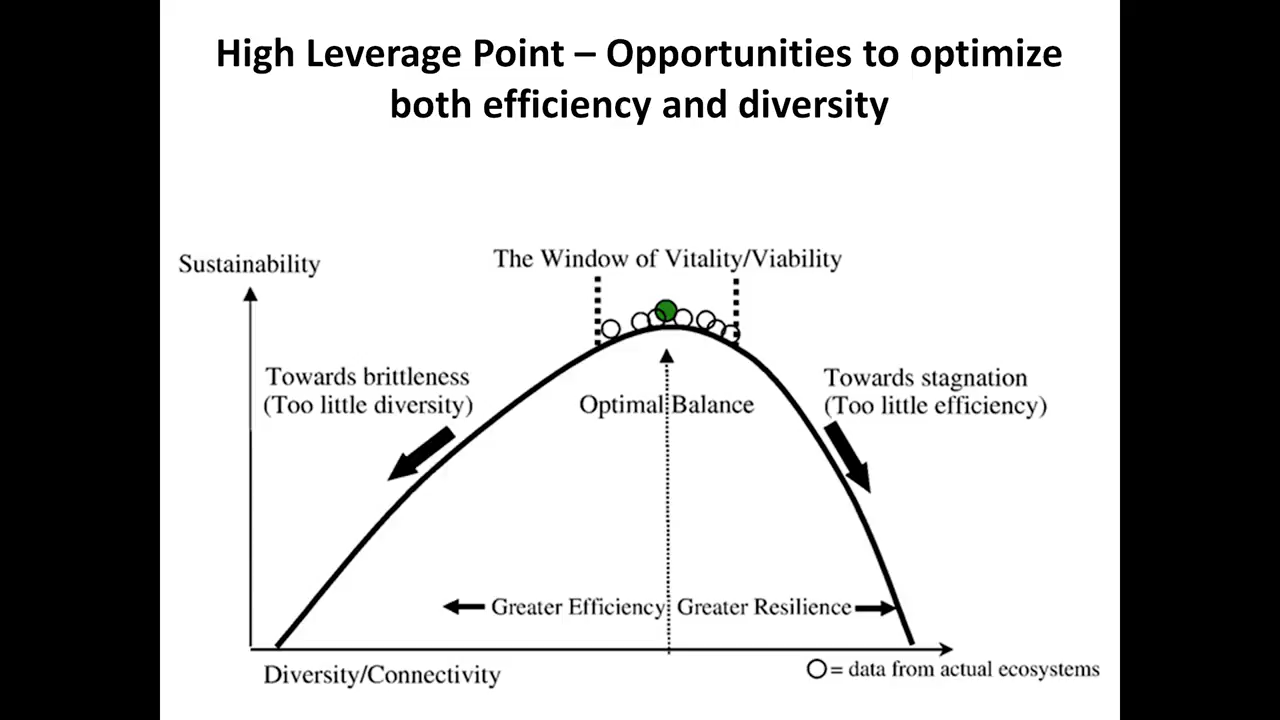 High Leverage Point – Opportunities to optimize
both efficiency and diversity
The Window of Vitality/Viability
Sustainability
Towards brittleness
(Too little diversity)
Towards stagnation
(Too little efficiency)
Optimal Balance
Greater Efficiency
Greater Resilience
Diversity/Connectivity
= data from actual ecosystems